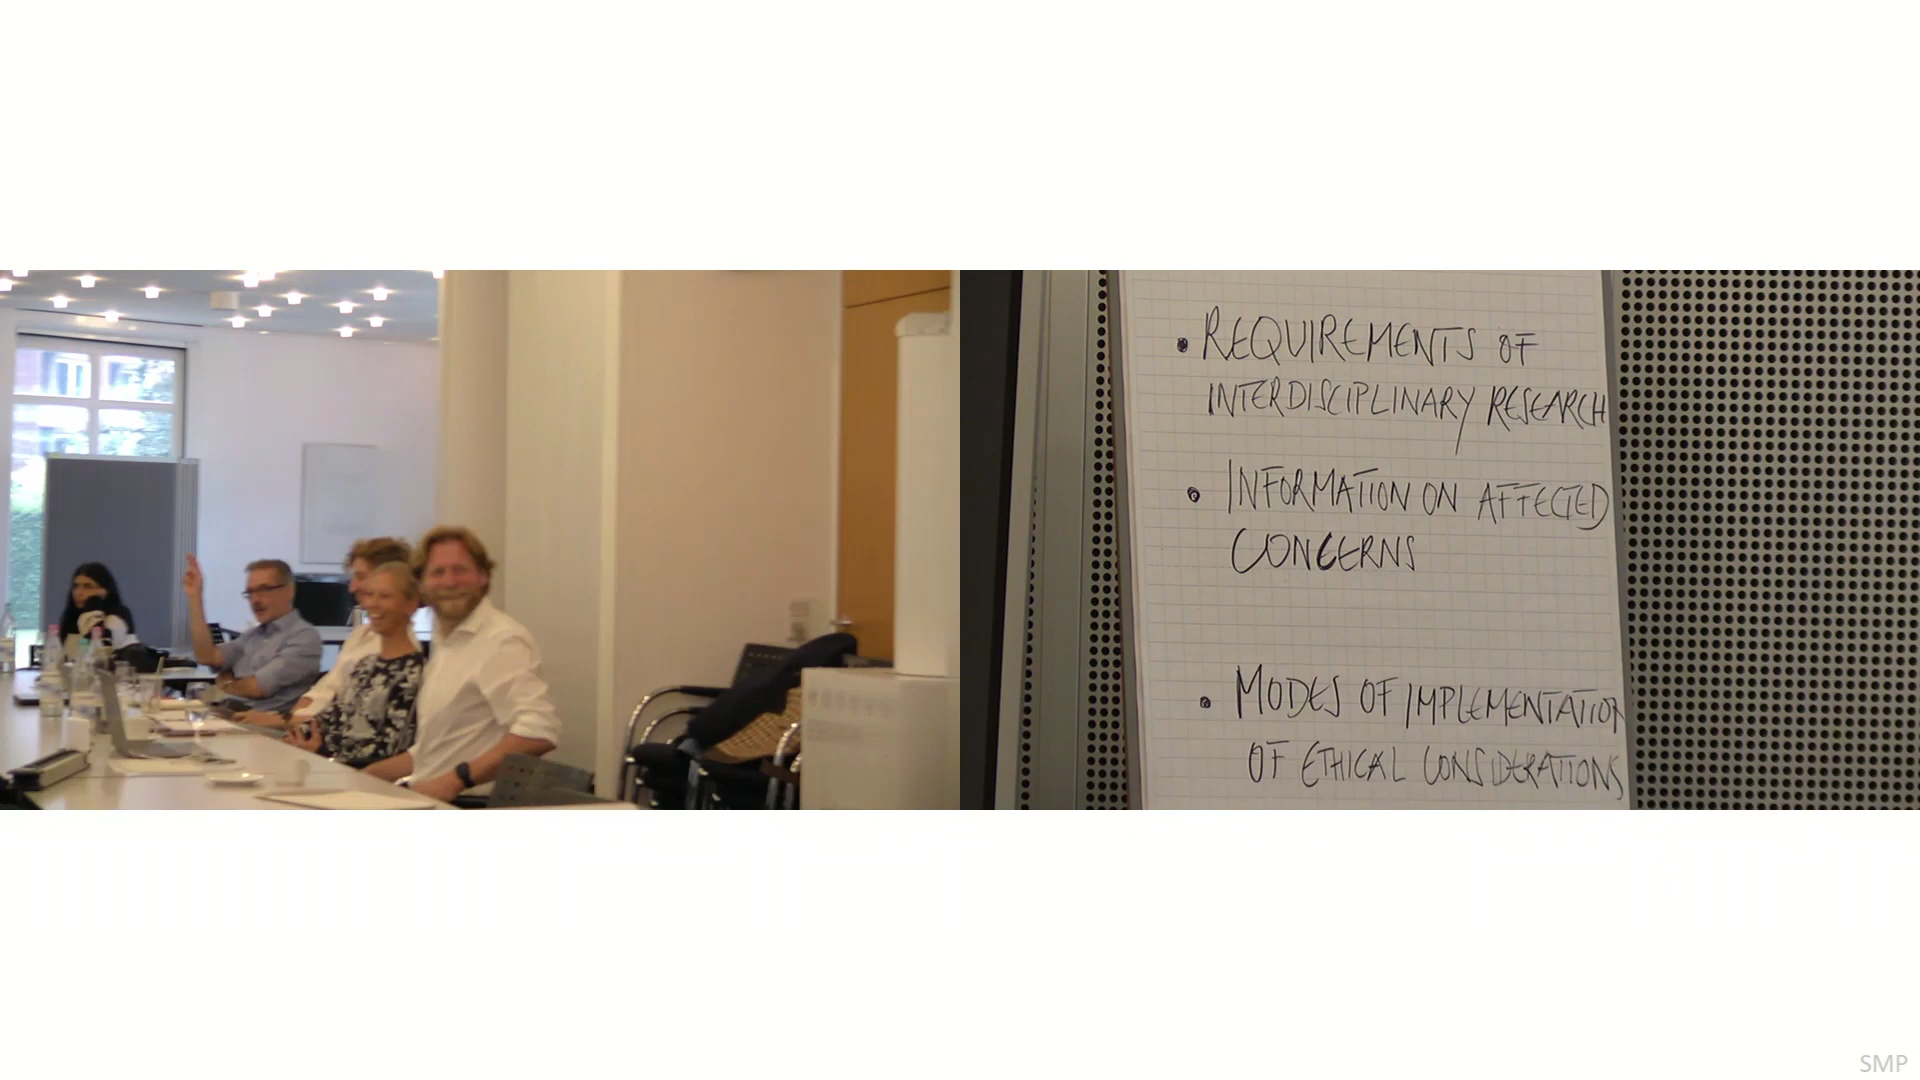 • REQUIREMENTS OF
INTERDISCIPLINARY RESEARCH
• INFORMATION ON AFFECTED
CONCERNS
• MODES OF IMPLEMENTATION
OF ETHICAL CONSIDERATIONS
SMP